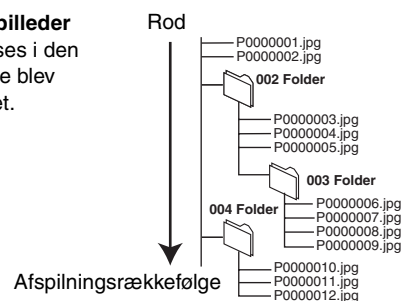 billeder
ses i den
e blev
et.
Rod
P0000001.jpg
P0000002.jpg
002 Folder
P0000003.jpg
P0000004.jpg
P0000005.jpg
003 Folder
P0000006.jpg
P0000007.jpg
P0000008.jpg
P0000009.jpg
004 Folder
P0000010.jpg
P0000011.jpg
P0000012.jpg
Afspilningsrækkefølge